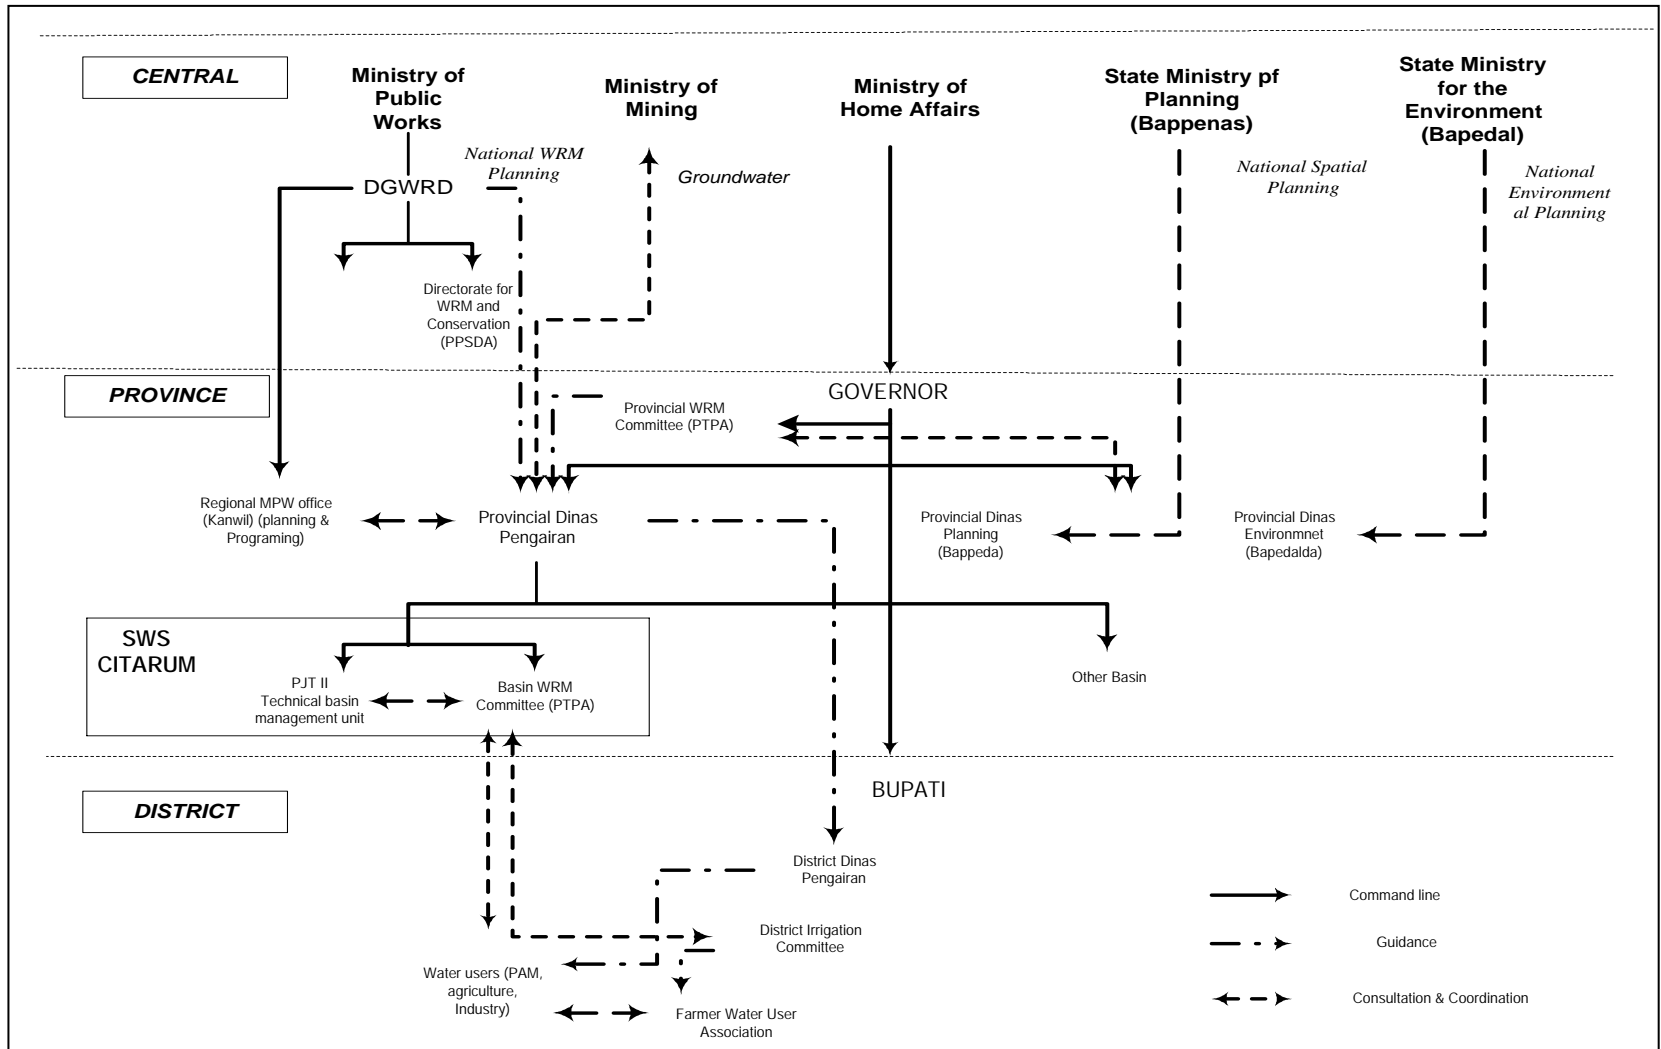 CENTRAL
Ministry of
Public
Works
Ministry of
Mining
Ministry of
Home Affairs
State Ministry pf
Planning
(Bappenas)
State Ministry
for the
Environment
(Bapedal)
National WRM
Planning
Groundwater
National Spatial
Planning
National
Environment
al Planning
DGWRD
Directorate for
WRM and
Conservation
(PPSDA)
PROVINCE
GOVERNOR
Provincial WRM
Committee (PTPA)
Regional MPW office
(Kanwil) (planning &
Programing)
Provincial Dinas
Pengairan
Provincial Dinas
Planning
(Bappeda)
Provincial Dinas
Environmnet
(Bapedalda)
SWS
CITARUM
PJT II
Technical basin
management unit
Basin WRM
Committee (PTPA)
Other Basin
DISTRICT
BUPATI
District Dinas
Pengairan
District Irrigation
Committee
Water users (PAM,
agriculture,
Industry)
Farmer Water User
Association
Command line
Guidance
Consultation & Coordination